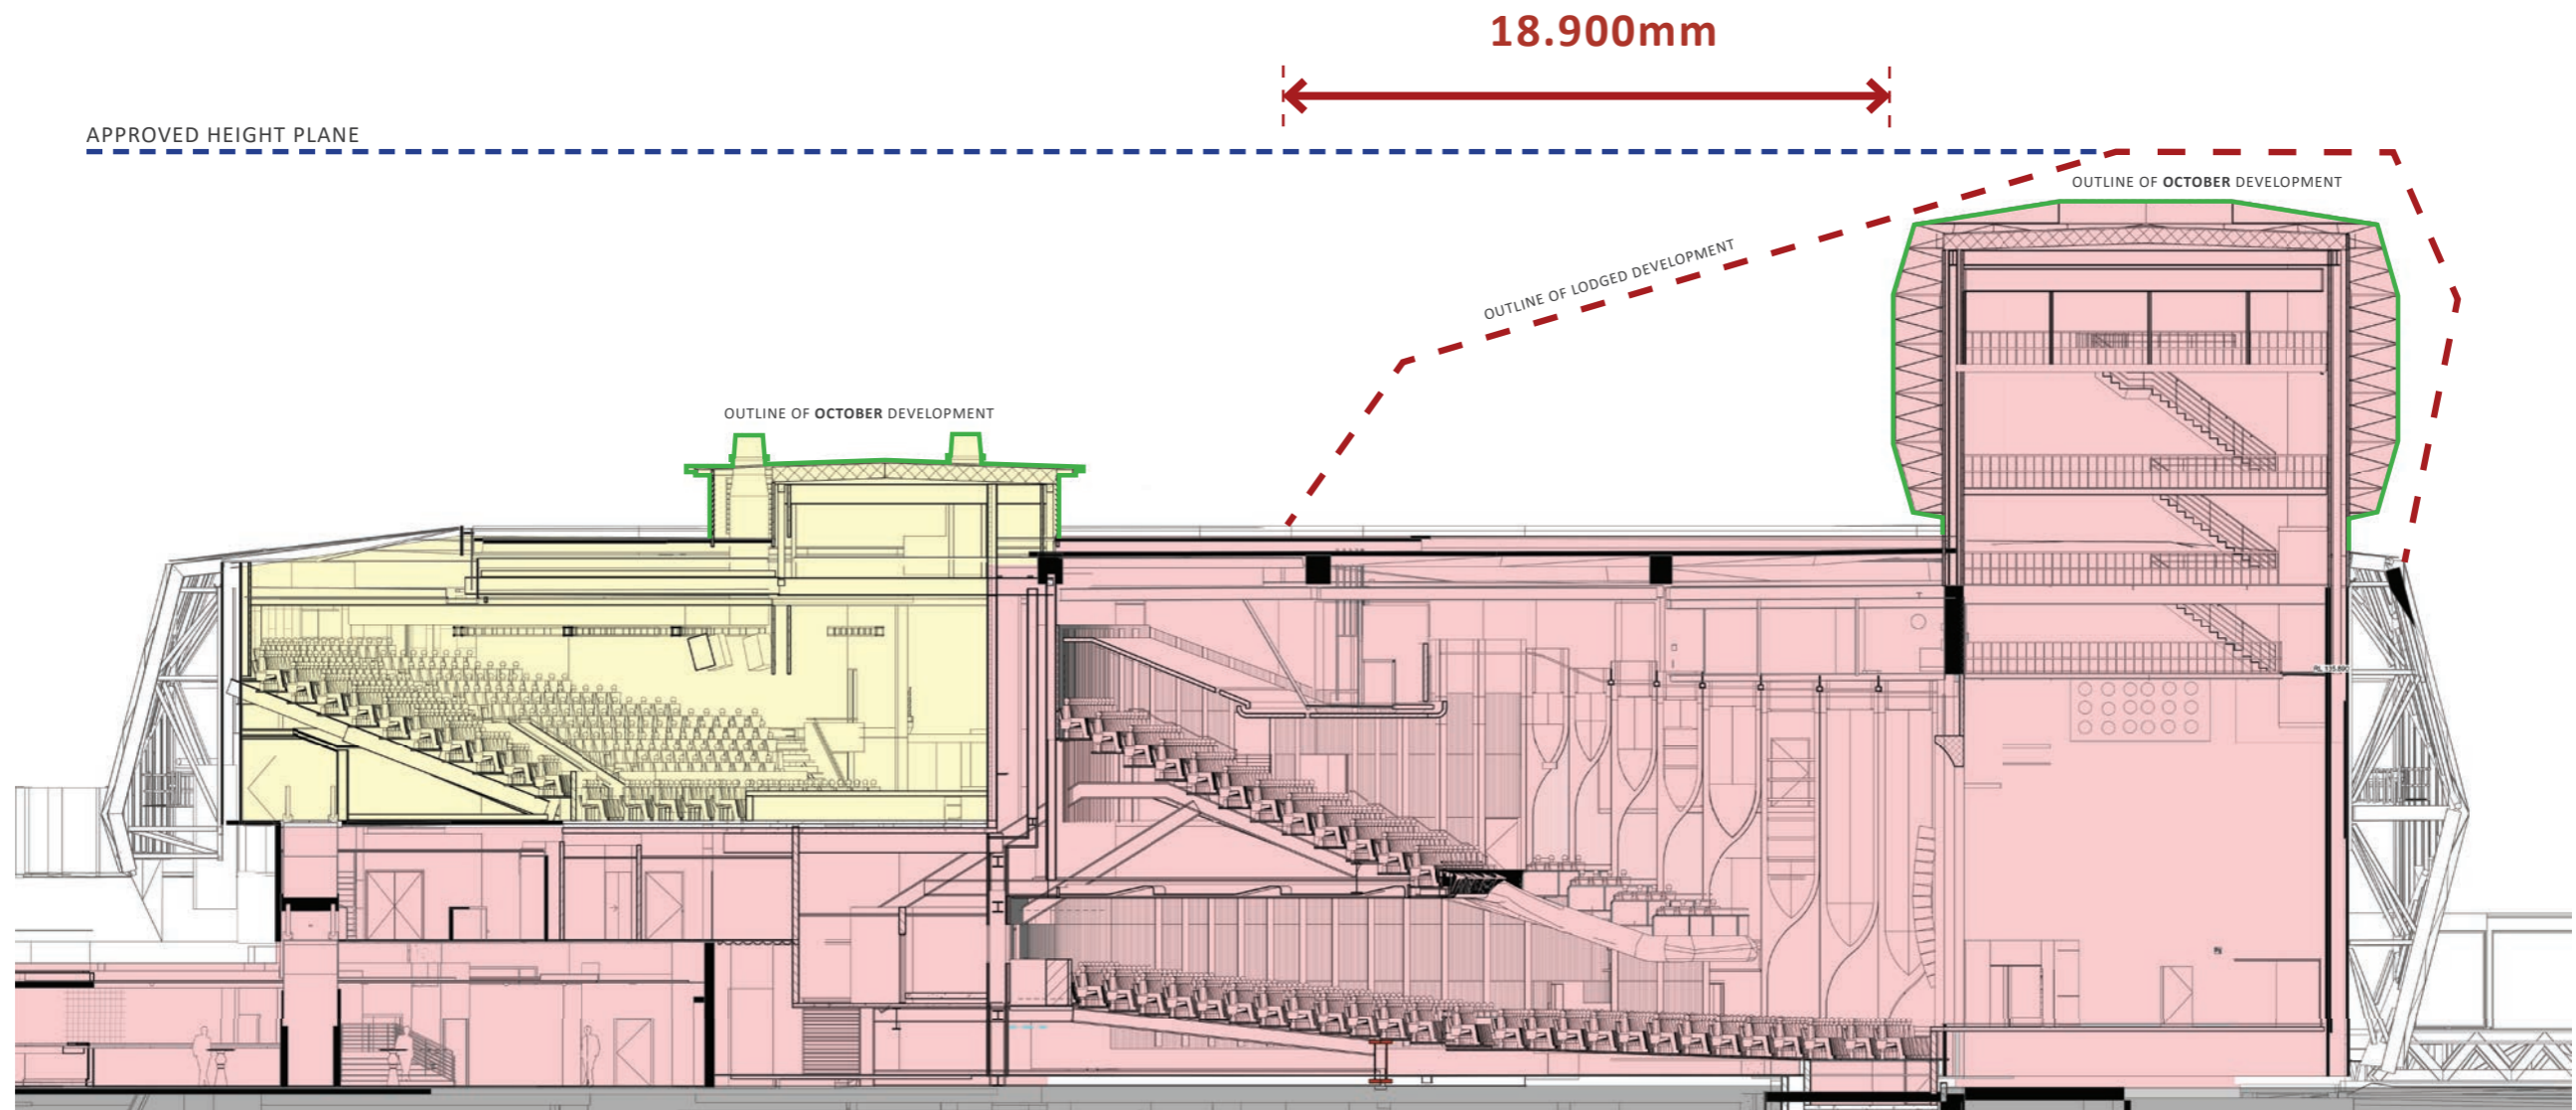 18.900mm
APPROVED HEIGHT PLANE
OUTLINE OF OCTOBER DEVELOPMENT
OUTLINE OF LODGED DEVELOPMENT
OUTLINE OF OCTOBER DEVELOPMENT